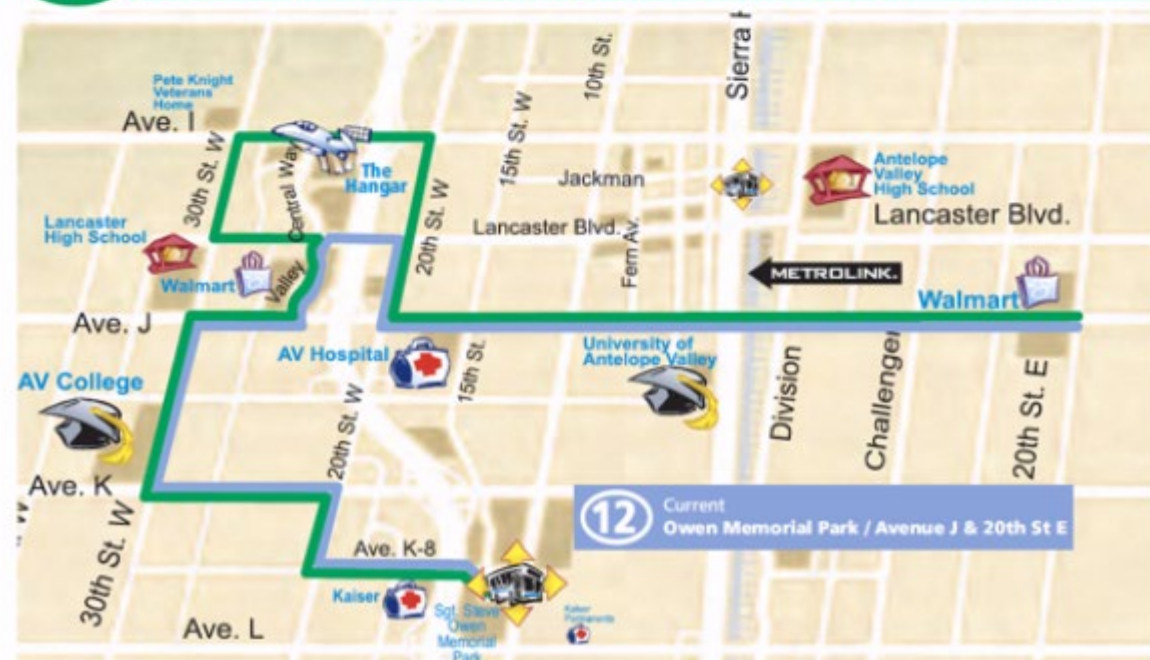 Sierra H
10th St.
Pete Knight
Veterans
Home
Ave. I
30th St. W
Central Way
The
Hangar
15th St. W
Jackman
Antelope
Valley
High School
Lancaster Blvd.
Lancaster
High School
20th St. W
Lancaster Blvd.
Fern Av.
METROLINK.
Walmart
Valley
Walmart
Ave. J
AV Hospital
15th St.
University of
Antelope Valley
AV College
20th St. W
Division
Challenger
20th St. E
Ave. K
W
30th St. W
12
Current
Owen Memorial Park / Avenue J & 20th St E
Ave. K-8
Kaiser
Sgt. Steve
Owen
Memorial
Park
Kaiser
Permanente
Ave. L